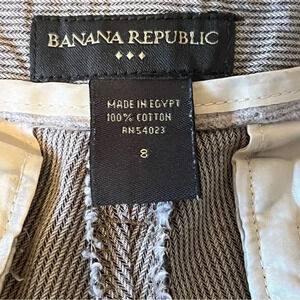 BANANA REPUBLIC
MADE IN EGYPT
100% COTTON
RN54023
8